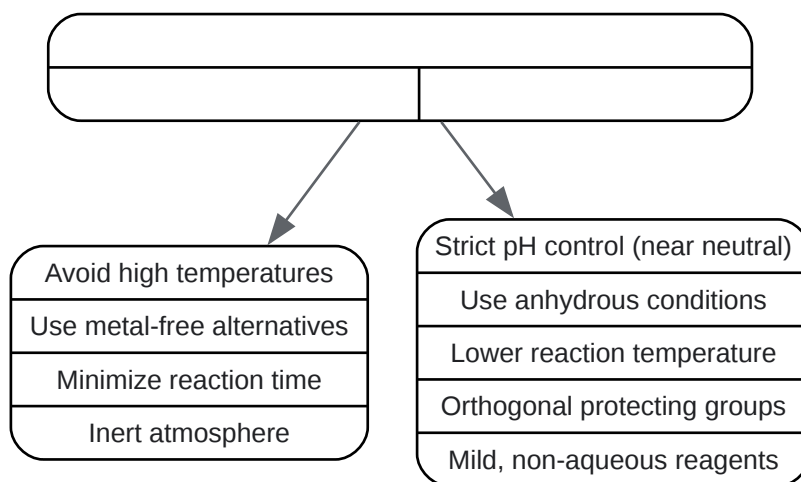 Avoid high temperatures
Use metal-free alternatives
Minimize reaction time
Inert atmosphere
Strict pH control (near neutral)
Use anhydrous conditions
Lower reaction temperature
Orthogonal protecting groups
Mild, non-aqueous reagents